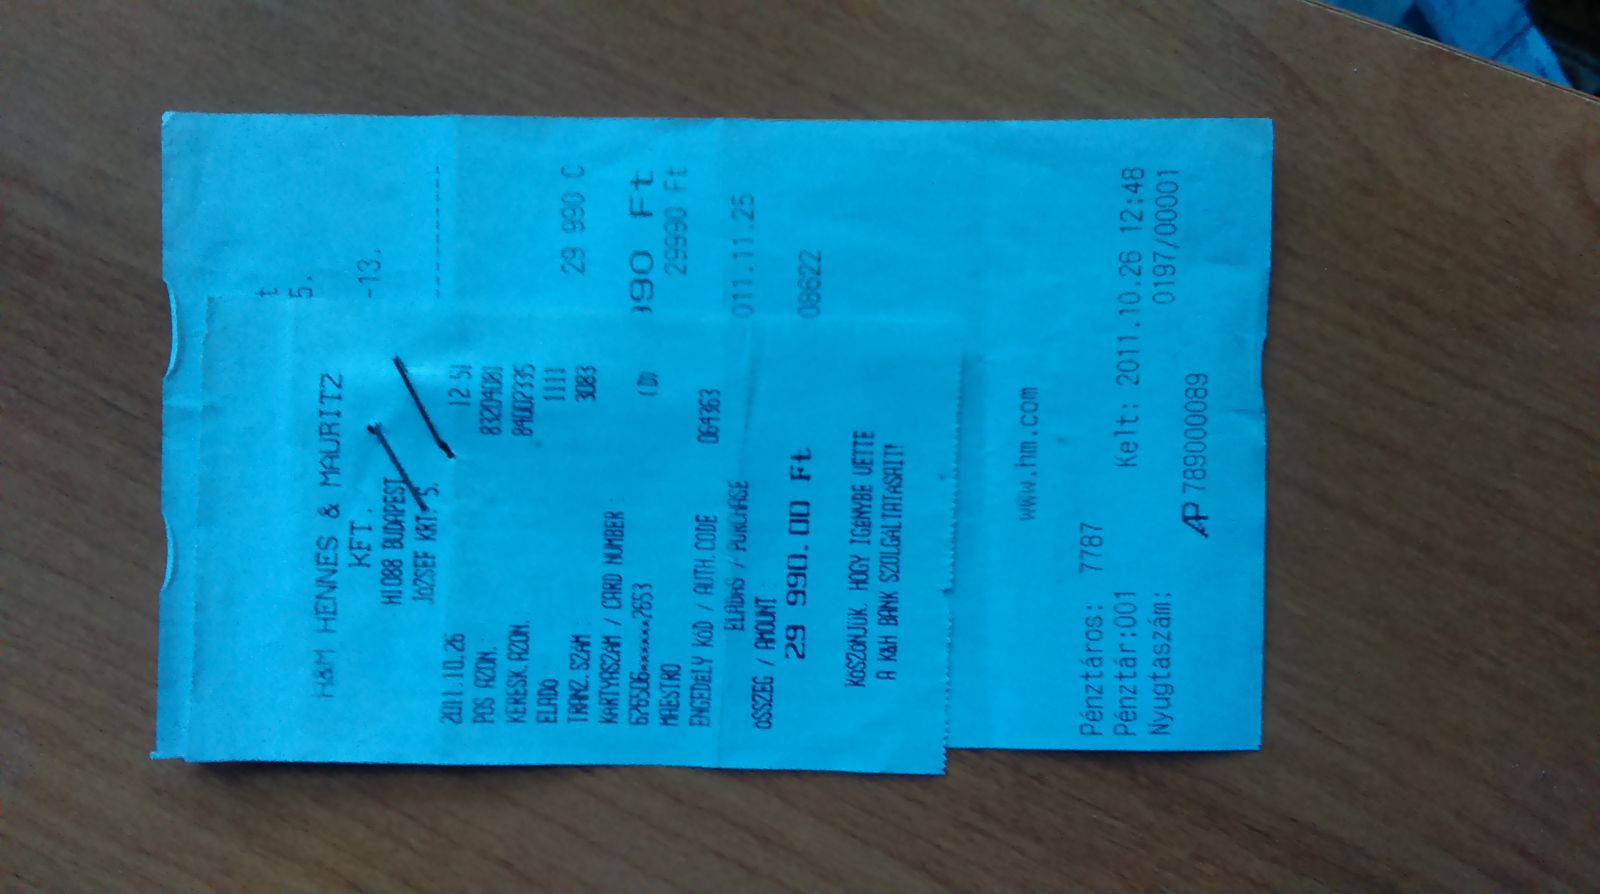 H&M HENNES & MAURITZ
KFT.
H1088 BUDAPEST
JÓZSEF KRT. 5.
2011.10.26 12:51
POS AZON.: 83204081
KERESK.AZON.
ELADÓ 1111
TRANZ.SZÁM 3083
KÁRTYASZÁM / CARD NUMBER :
676506xxxxxxx7653 (D)
MAESTRO
ENGEDÉLY KÓD / AUTH.CODE 064363
ELADÁS / PURCHASE
ÖSSZEG / AMOUNT :
29 990.00 Ft
KÖSZÖNJÜK, HOGY IGÉNYBE VETTE
A K&H BANK SZOLGÁLTATÁSAIT!
t
5.
-13.
29 990 C
990 Ft
29990 Ft
011.11.25
08622
www.hm.com
Pénztáros: 7787
Pénztár:001 Kelt: 2011.10.26 12:48
Nyugtaszám: 0197/00001
AP 789000089